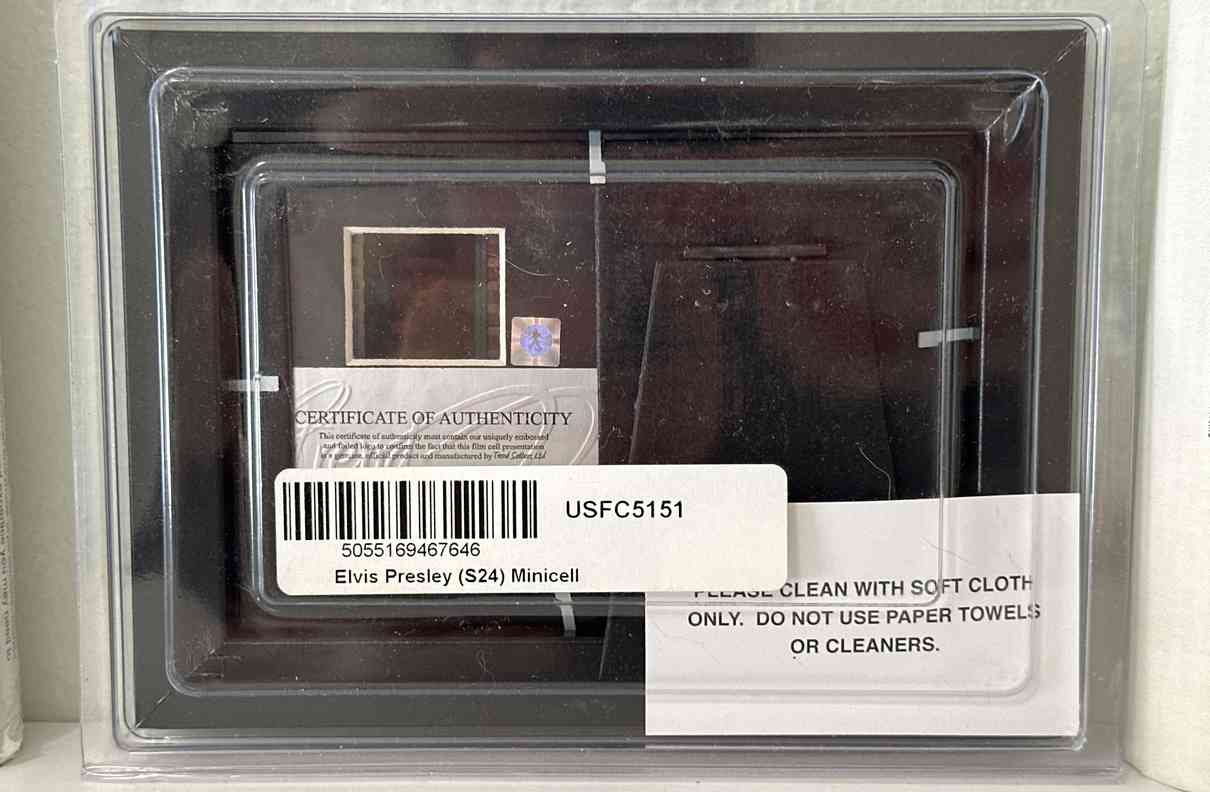 CERTIFICATE OF AUTHENTICITY
This certificate of authenticity must contain our uniquely embossed
and foiled logo to confirm the fact that this film cell presentation
is a genuine, official product and manufactured by Trend Setters Ltd
USFC5151
5055169467646
Elvis Presley (S24) Minicell
PLEASE CLEAN WITH SOFT CLOTH
ONLY. DO NOT USE PAPER TOWELS
OR CLEANERS.